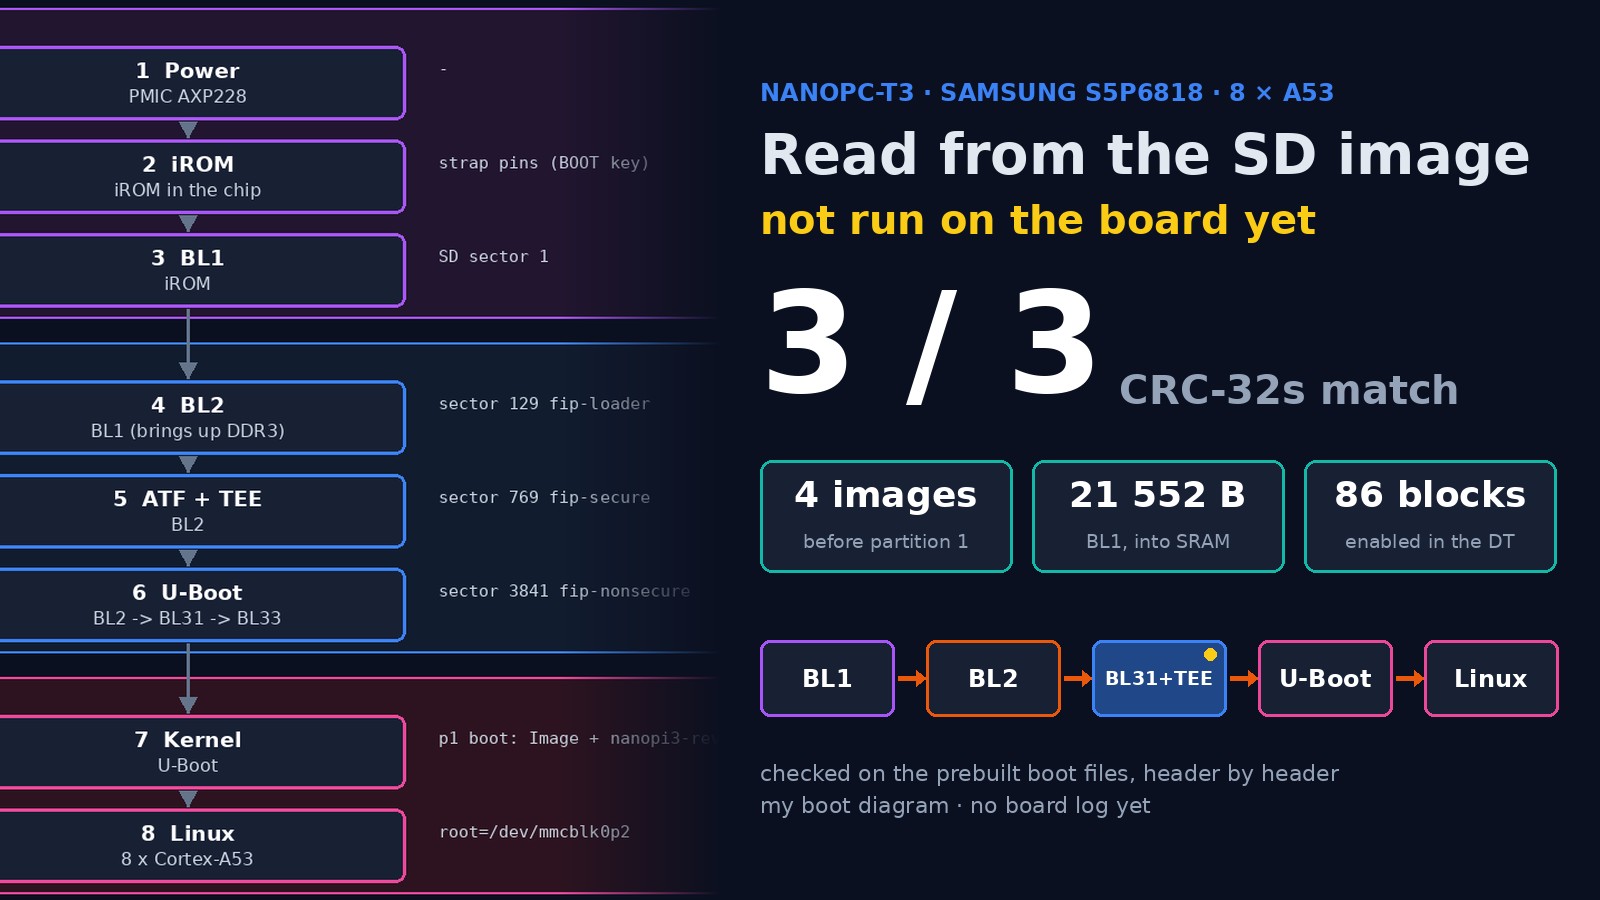 1 Power
PMIC AXP228
-
2 iROM
iROM in the chip
strap pins (BOOT key)
3 BL1
iROM
SD sector 1
4 BL2
BL1 (brings up DDR3)
sector 129 fip-loader
5 ATF + TEE
BL2
sector 769 fip-secure
6 U-Boot
BL2 -> BL31 -> BL33
sector 3841 fip-nonsecure
7 Kernel
U-Boot
p1 boot: Image +
8 Linux
8 x Cortex-A53
root=/dev/mmcblk0p2
NANOPC-T3 · SAMSUNG S5P6818 · 8 × A53
Read from the SD image
not run on the board yet
3 / 3 CRC-32s match
4 images
before partition 1
21 552 B
BL1, into SRAM
86 blocks
enabled in the DT
BL1
BL2
BL31+TEE
U-Boot
Linux
checked on the prebuilt boot files, header by header
my boot diagram · no board log yet